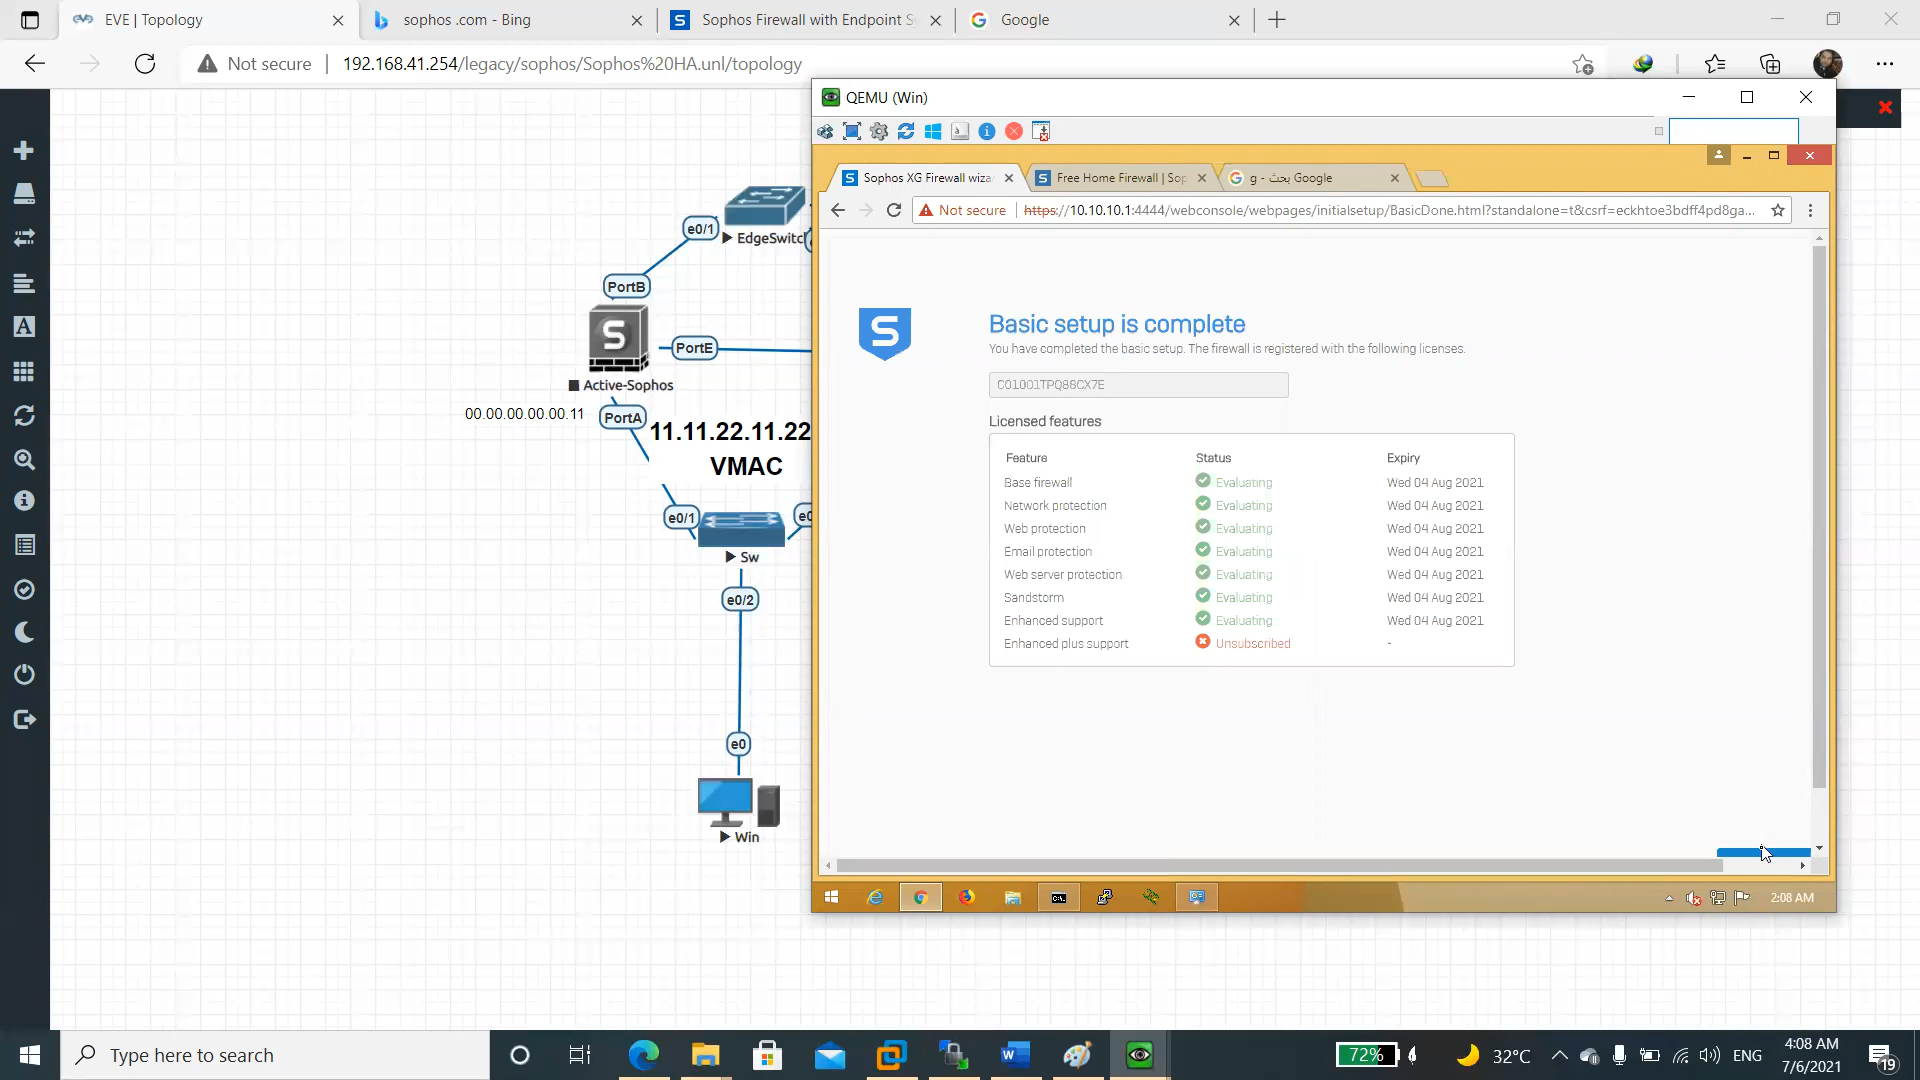 EVE | Topology
sophos .com - Bing
Sophos Firewall with Endpoint S
Google
Not secure
192.168.41.254/legacy/sophos/Sophos%20HA.unl/topology
QEMU (Win)
Sophos XG Firewall wiza
Free Home Firewall | Sop
g - بحث Google
Not secure
https://10.10.10.1:4444/webconsole/webpages/initialsetup/BasicDone.html?standalone=t&csrf=eckhtoe3bdff4pd8ga...
EdgeSwitc
e0/1
PortB
PortE
Active-Sophos
00.00.00.00.00.11
PortA
11.11.22.11.22
VMAC
e0/1
Sw
e0/2
e0
Win
Basic setup is complete
You have completed the basic setup. The firewall is registered with the following licenses.
C01001TPQ88CX7E
Licensed features
Feature Status Expiry
Base firewall Evaluating Wed 04 Aug 2021
Network protection Evaluating Wed 04 Aug 2021
Web protection Evaluating Wed 04 Aug 2021
Email protection Evaluating Wed 04 Aug 2021
Web server protection Evaluating Wed 04 Aug 2021
Sandstorm Evaluating Wed 04 Aug 2021
Enhanced support Evaluating Wed 04 Aug 2021
Enhanced plus support Unsubscribed -
2:08 AM
Type here to search
72%
32°C
ENG
4:08 AM
7/6/2021
19